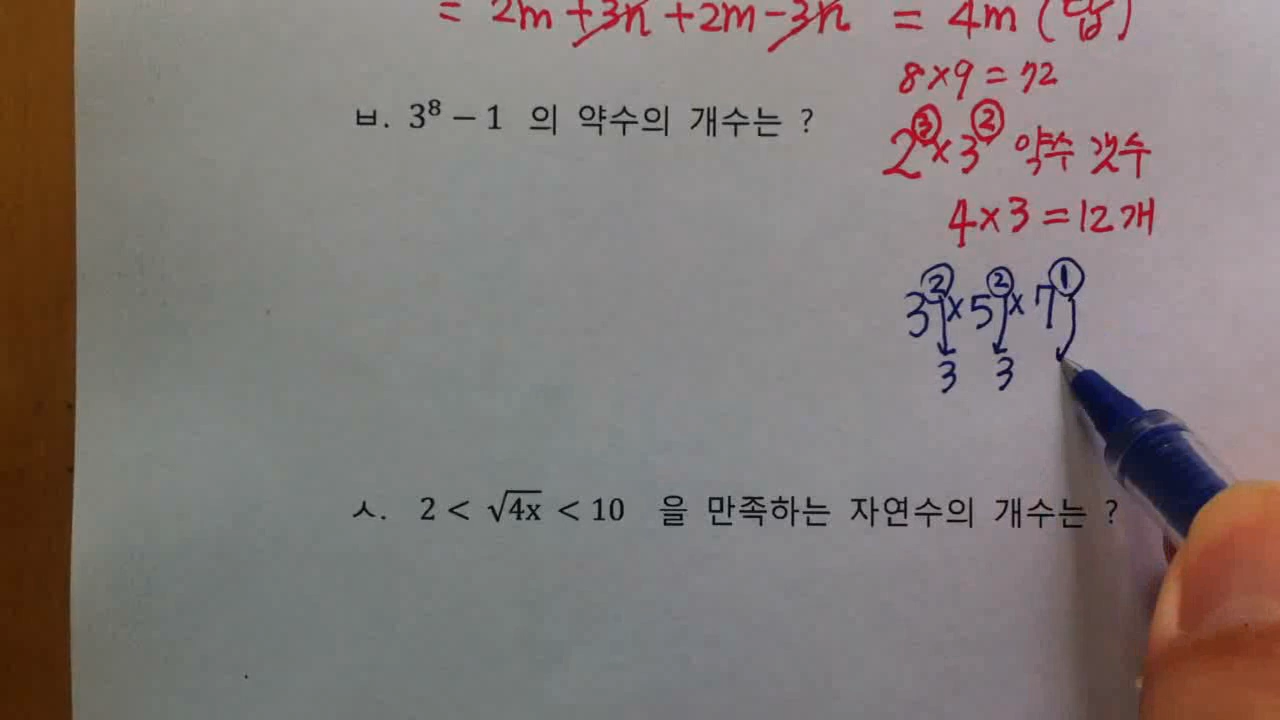 = 2m + 3n + 2m - 3n = 4m (답)
8×9=72
ㅂ. 3⁸ − 1 의 약수의 개수는 ?
2³×3² 약수 갯수
4×3=12개
3²×5²×7¹
3 3
ㅅ. 2 < √4x < 10 을 만족하는 자연수의 개수는 ?